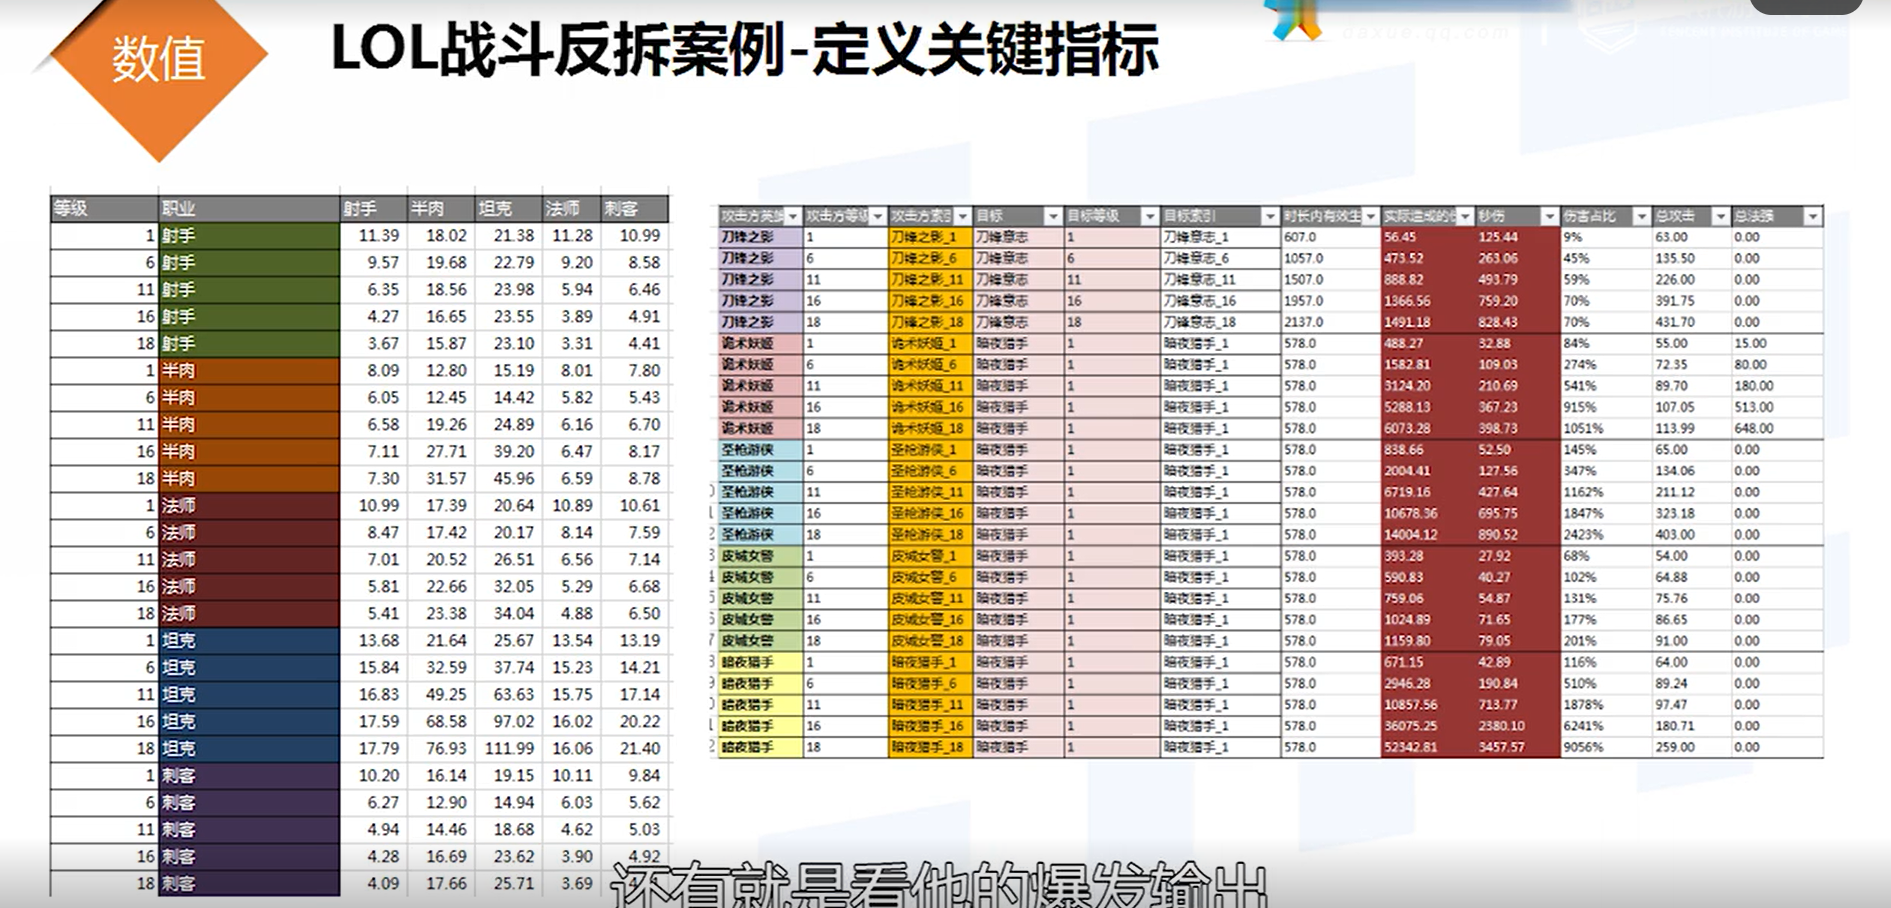 数值
LOL战斗反拆案例-定义关键指标
daxue.qq.com
等级 职业 射手 半肉 坦克 法师 刺客
1 射手 11.39 18.02 21.38 11.28 10.99
6 射手 9.57 19.68 22.79 9.20 8.58
11 射手 6.35 18.56 23.98 5.94 6.46
16 射手 4.27 16.65 23.55 3.89 4.91
18 射手 3.67 15.87 23.10 3.31 4.41
1 半肉 8.09 12.80 15.19 8.01 7.80
6 半肉 6.05 12.45 14.42 5.82 5.43
11 半肉 6.58 19.26 24.89 6.16 6.70
16 半肉 7.11 27.71 39.20 6.47 8.17
18 半肉 7.30 31.57 45.96 6.59 8.78
1 法师 10.99 17.39 20.64 10.89 10.61
6 法师 8.47 17.42 20.17 8.14 7.59
11 法师 7.01 20.52 26.51 6.56 7.14
16 法师 5.81 22.66 32.05 5.29 6.68
18 法师 5.41 23.38 34.04 4.88 6.50
1 坦克 13.68 21.64 25.67 13.54 13.19
6 坦克 15.84 32.59 37.74 15.23 14.21
11 坦克 16.83 49.25 63.63 15.75 17.14
16 坦克 17.59 68.58 97.02 16.02 20.22
18 坦克 17.79 76.93 111.99 16.06 21.40
1 刺客 10.20 16.14 19.15 10.11 9.84
6 刺客 6.27 12.90 14.94 6.03 5.62
11 刺客 4.94 14.46 18.68 4.62 5.03
16 刺客 4.28 16.69 23.62 3.90 4.92
18 刺客 4.09 17.66 25.71 3.69
攻击方英雄 攻击方等级 攻击方索引 目标 目标等级 目标索引 时长内有效生 实际造成的伤 秒伤 伤害占比 总攻击 总法强
刀锋之影 1 刀锋之影_1 刀锋意志 1 刀锋意志_1 607.0 56.45 125.44 9% 63.00 0.00
刀锋之影 6 刀锋之影_6 刀锋意志 6 刀锋意志_6 1057.0 473.52 263.06 45% 135.50 0.00
刀锋之影 11 刀锋之影_11 刀锋意志 11 刀锋意志_11 1507.0 888.82 493.79 59% 226.00 0.00
刀锋之影 16 刀锋之影_16 刀锋意志 16 刀锋意志_16 1957.0 1366.56 759.20 70% 391.75 0.00
刀锋之影 18 刀锋之影_18 刀锋意志 18 刀锋意志_18 2137.0 1491.18 828.43 70% 431.70 0.00
诡术妖姬 1 诡术妖姬_1 暗夜猎手 1 暗夜猎手_1 578.0 488.27 32.88 84% 55.00 15.00
诡术妖姬 6 诡术妖姬_6 暗夜猎手 1 暗夜猎手_1 578.0 1582.81 109.03 274% 72.35 80.00
诡术妖姬 11 诡术妖姬_11 暗夜猎手 1 暗夜猎手_1 578.0 3124.20 210.69 541% 89.70 180.00
诡术妖姬 16 诡术妖姬_16 暗夜猎手 1 暗夜猎手_1 578.0 5288.13 367.23 915% 107.05 513.00
诡术妖姬 18 诡术妖姬_18 暗夜猎手 1 暗夜猎手_1 578.0 6073.28 398.73 1051% 113.99 648.00
圣枪游侠 1 圣枪游侠_1 暗夜猎手 1 暗夜猎手_1 578.0 838.66 52.50 145% 65.00 0.00
圣枪游侠 6 圣枪游侠_6 暗夜猎手 1 暗夜猎手_1 578.0 2004.41 127.56 347% 134.06 0.00
圣枪游侠 11 圣枪游侠_11 暗夜猎手 1 暗夜猎手_1 578.0 6719.16 427.64 1162% 211.12 0.00
圣枪游侠 16 圣枪游侠_16 暗夜猎手 1 暗夜猎手_1 578.0 10678.36 695.75 1847% 323.18 0.00
圣枪游侠 18 圣枪游侠_18 暗夜猎手 1 暗夜猎手_1 578.0 14004.12 890.52 2423% 403.00 0.00
皮城女警 1 皮城女警_1 暗夜猎手 1 暗夜猎手_1 578.0 393.28 27.92 68% 54.00 0.00
皮城女警 6 皮城女警_6 暗夜猎手 1 暗夜猎手_1 578.0 590.83 40.27 102% 64.88 0.00
皮城女警 11 皮城女警_11 暗夜猎手 1 暗夜猎手_1 578.0 759.06 54.87 131% 75.76 0.00
皮城女警 16 皮城女警_16 暗夜猎手 1 暗夜猎手_1 578.0 1024.89 71.65 177% 86.65 0.00
皮城女警 18 皮城女警_18 暗夜猎手 1 暗夜猎手_1 578.0 1159.80 79.05 201% 91.00 0.00
暗夜猎手 1 暗夜猎手_1 暗夜猎手 1 暗夜猎手_1 578.0 671.15 42.89 116% 64.00 0.00
暗夜猎手 6 暗夜猎手_6 暗夜猎手 1 暗夜猎手_1 578.0 2946.28 190.84 510% 89.24 0.00
暗夜猎手 11 暗夜猎手_11 暗夜猎手 1 暗夜猎手_1 578.0 10857.56 713.77 1878% 97.47 0.00
暗夜猎手 16 暗夜猎手_16 暗夜猎手 1 暗夜猎手_1 578.0 36075.25 2380.10 6241% 180.71 0.00
暗夜猎手 18 暗夜猎手_18 暗夜猎手 1 暗夜猎手_1 578.0 52342.81 3457.57 9056% 259.00 0.00
还有就是看他的爆发输出